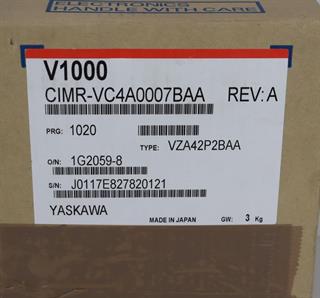 ELECTRONICS
HANDLE WITH CARE
V1000
CIMR-VC4A0007BAA REV: A
PRG: 1020
TYPE: VZA42P2BAA
O/N: 1G2059-8
S/N: J0117E827820121
YASKAWA MADE IN JAPAN GW: 3 Kg